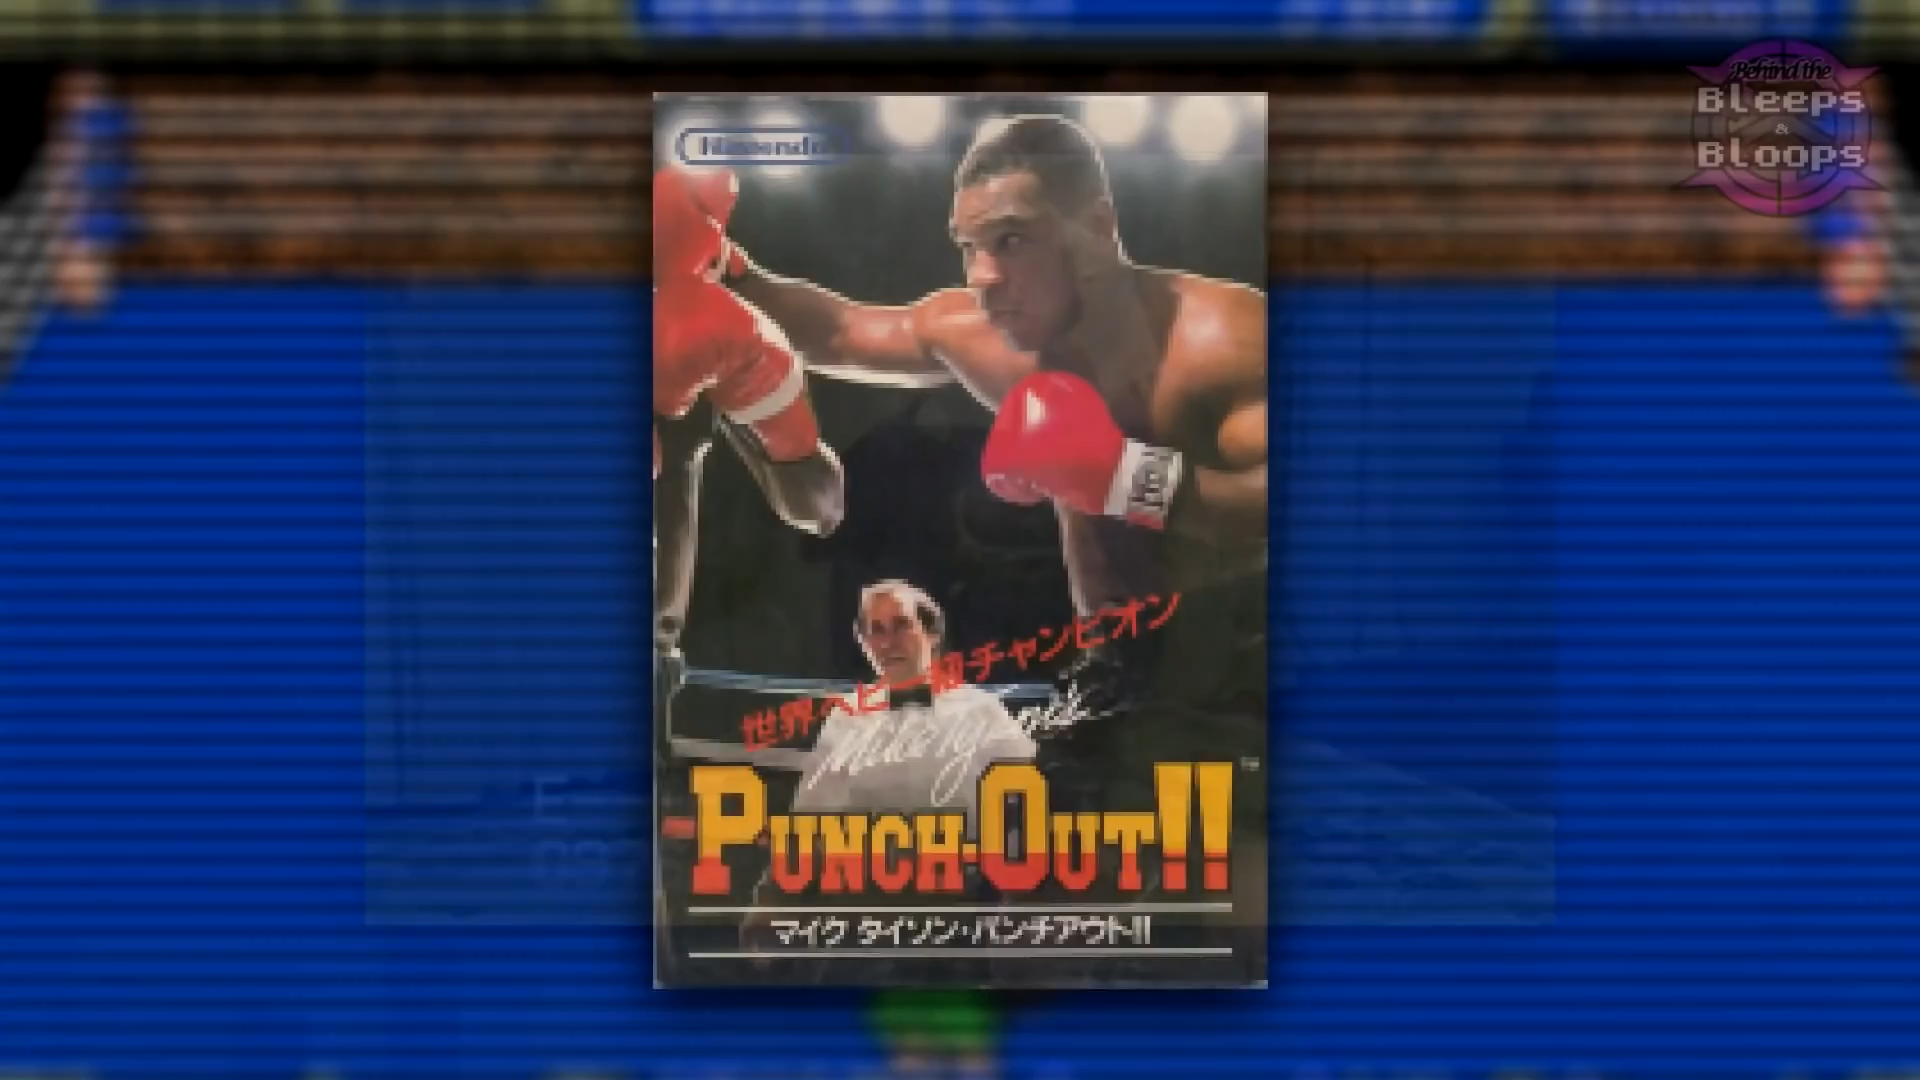 Behind the
Bleeps
&
Bloops
Nintendo
世界ヘビー級チャンピオン
PUNCH-OUT!!
TM
マイク タイソン・パンチアウト!!